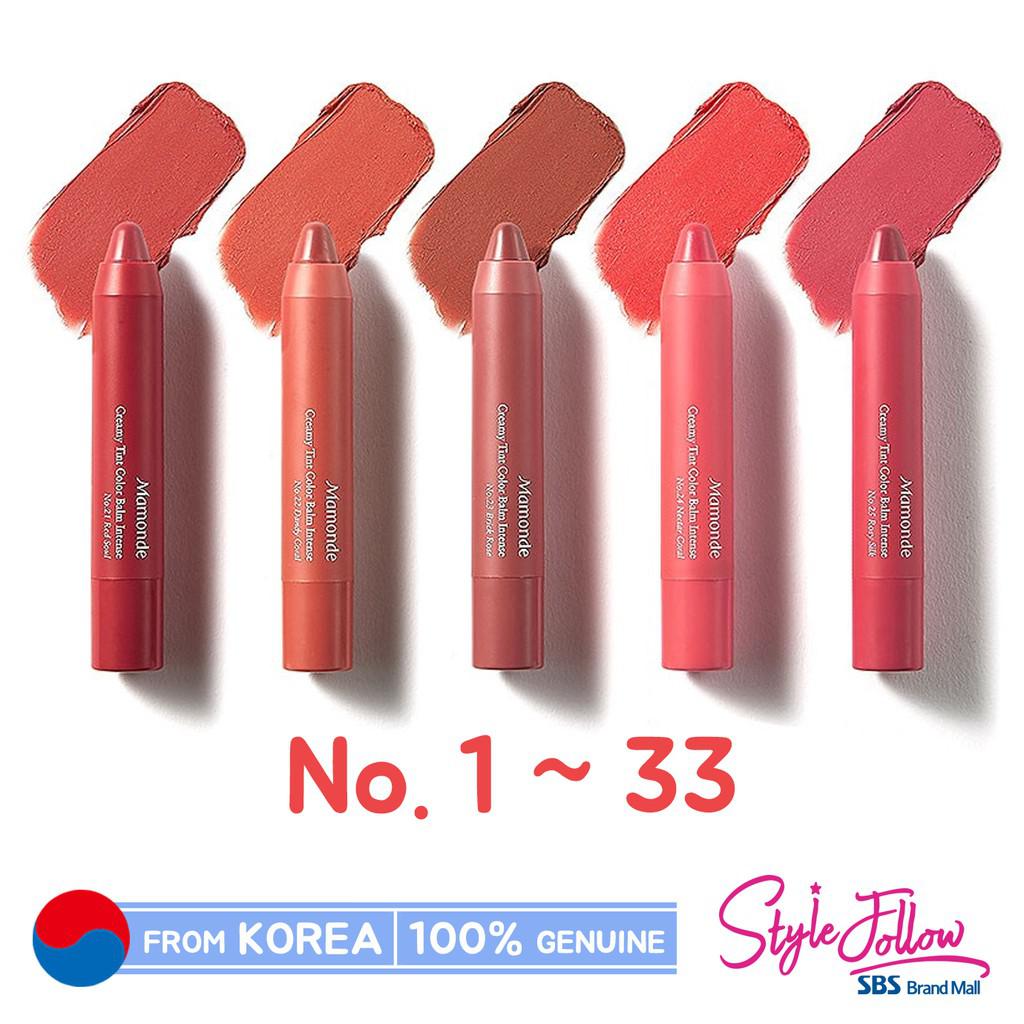 Mamonde
Creamy Tint Color Balm Intense
No.21 Red Soul
Mamonde
Creamy Tint Color Balm Intense
No.22 Dandy Coral
Mamonde
Creamy Tint Color Balm Intense
No.23 Brick Rose
Mamonde
Creamy Tint Color Balm Intense
No.24 Nectar Coral
Mamonde
Creamy Tint Color Balm Intense
No.25 Rosy Silk
No. 1 ~ 33
FROM KOREA | 100% GENUINE
Style Follow
SBS Brand Mall